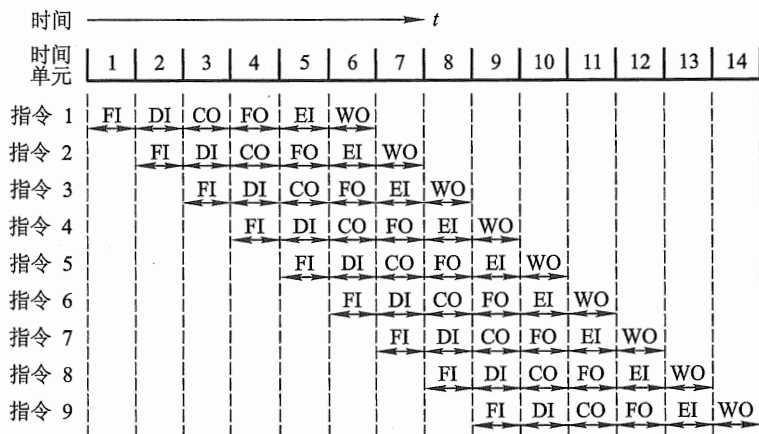 时间 t
时间单元 1 2 3 4 5 6 7 8 9 10 11 12 13 14
指令 1 FI DI CO FO EI WO
指令 2 FI DI CO FO EI WO
指令 3 FI DI CO FO EI WO
指令 4 FI DI CO FO EI WO
指令 5 FI DI CO FO EI WO
指令 6 FI DI CO FO EI WO
指令 7 FI DI CO FO EI WO
指令 8 FI DI CO FO EI WO
指令 9 FI DI CO FO EI WO